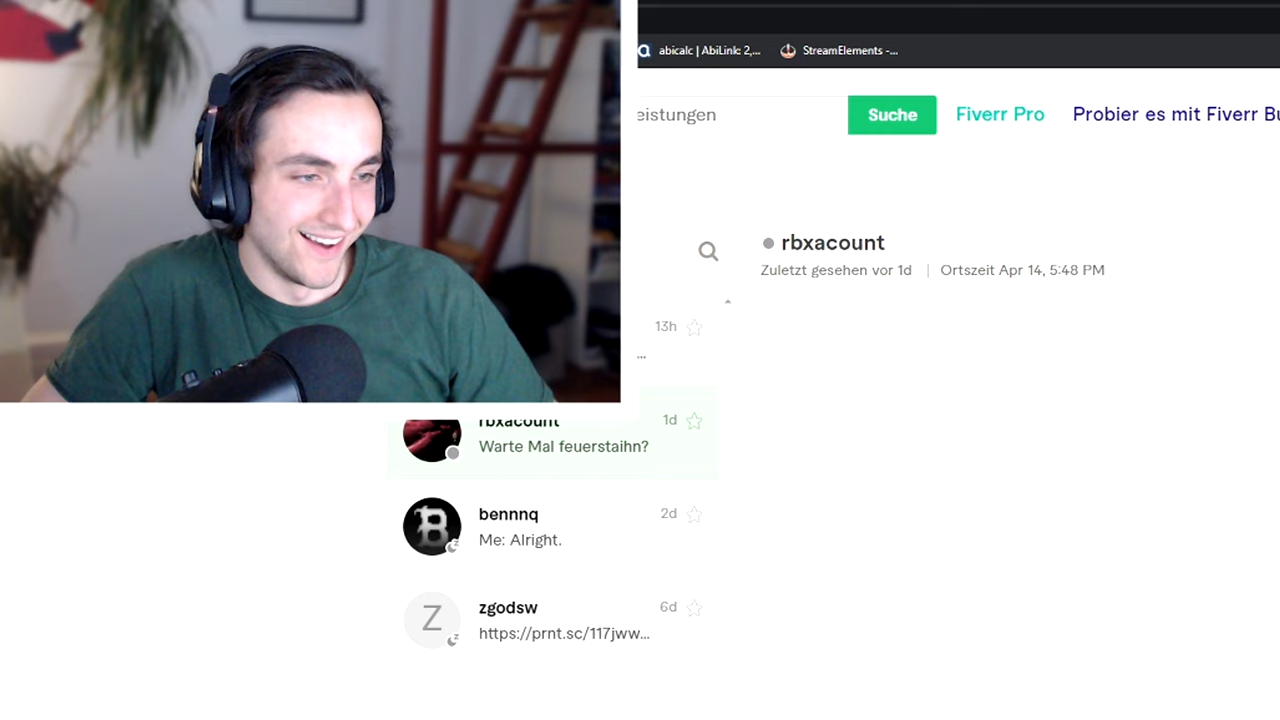 abicalc | AbiLink: 2,...
StreamElements -...
eistungen
Suche
Fiverr Pro
Probier es mit Fiverr Bu
rbxacount
Zuletzt gesehen vor 1d | Ortszeit Apr 14, 5:48 PM
13h
...
rbxacount
1d
Warte Mal feuerstaihn?
bennnq
2d
Me: Alright.
Z
zgodsw
6d
https://prnt.sc/117jww...